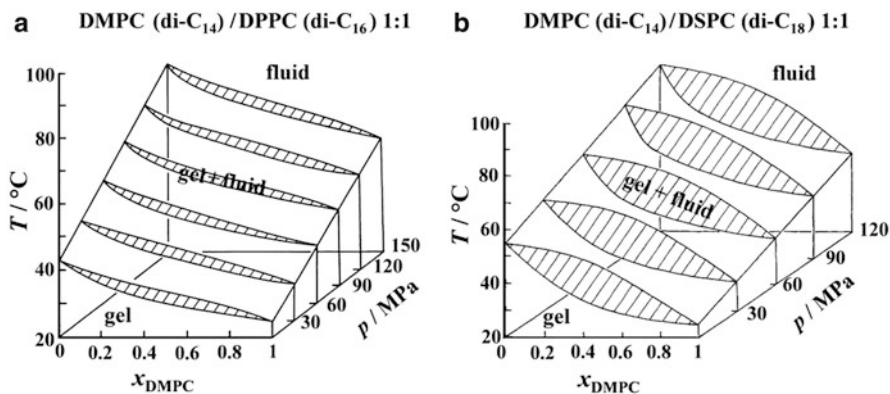 a DMPC (di-C14) / DPPC (di-C16) 1:1
fluid
gel+fluid
gel
T / °C
100
80
60
40
20
0 0.2 0.4 0.6 0.8 1
xDMPC
30
60
90
120
150
p / MPa
b DMPC (di-C14)/DSPC (di-C18) 1:1
fluid
gel + fluid
gel
T / °C
100
80
60
40
30
20
0 0.2 0.4 0.6 0.8 1
xDMPC
30
60
90
120
p / MPa